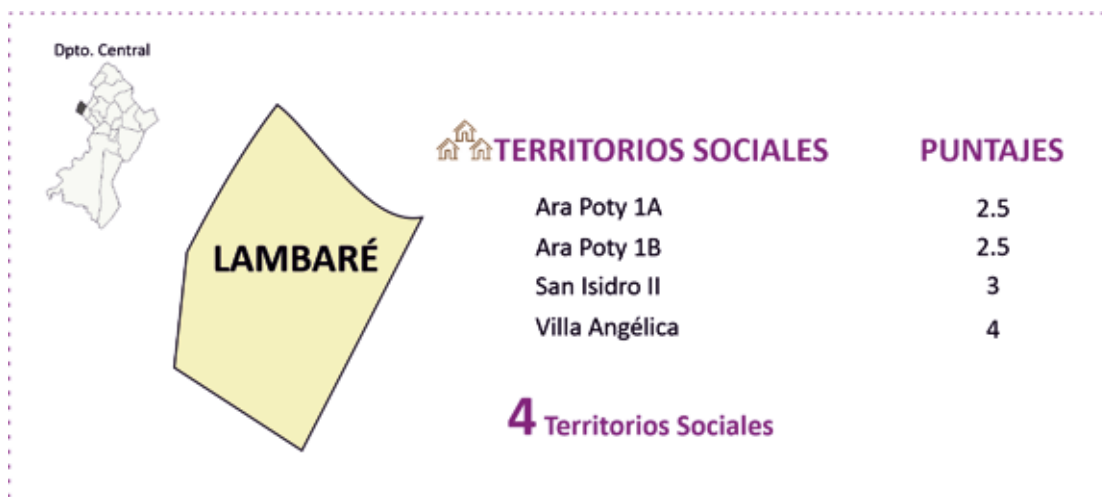 Dpto. Central
LAMBARÉ
TERRITORIOS SOCIALES PUNTAJES
Ara Poty 1A 2.5
Ara Poty 1B 2.5
San Isidro II 3
Villa Angélica 4
4 Territorios Sociales